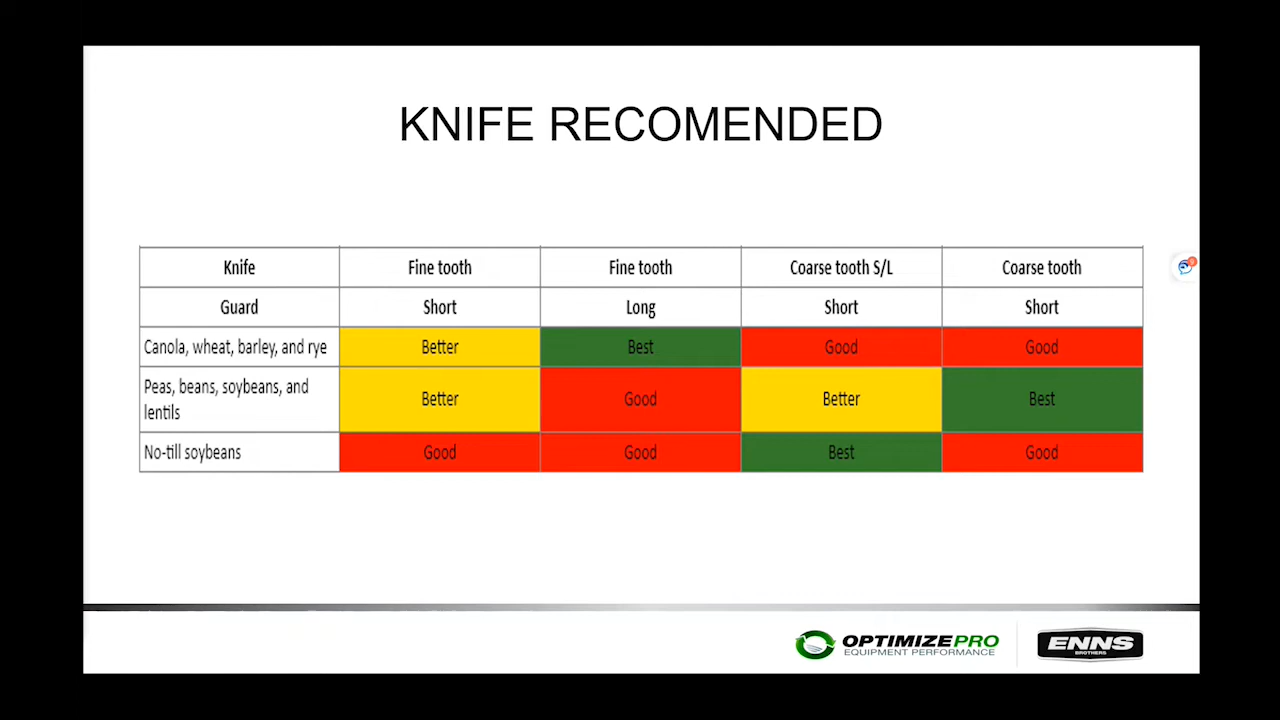 KNIFE RECOMENDED
Knife Fine tooth Fine tooth Coarse tooth S/L Coarse tooth
Guard Short Long Short Short
Canola, wheat, barley, and rye Better Best Good Good
Peas, beans, soybeans, and
lentils Better Good Better Best
No-till soybeans Good Good Best Good
OPTIMIZEPRO
EQUIPMENT PERFORMANCE
ENNS
BROTHERS